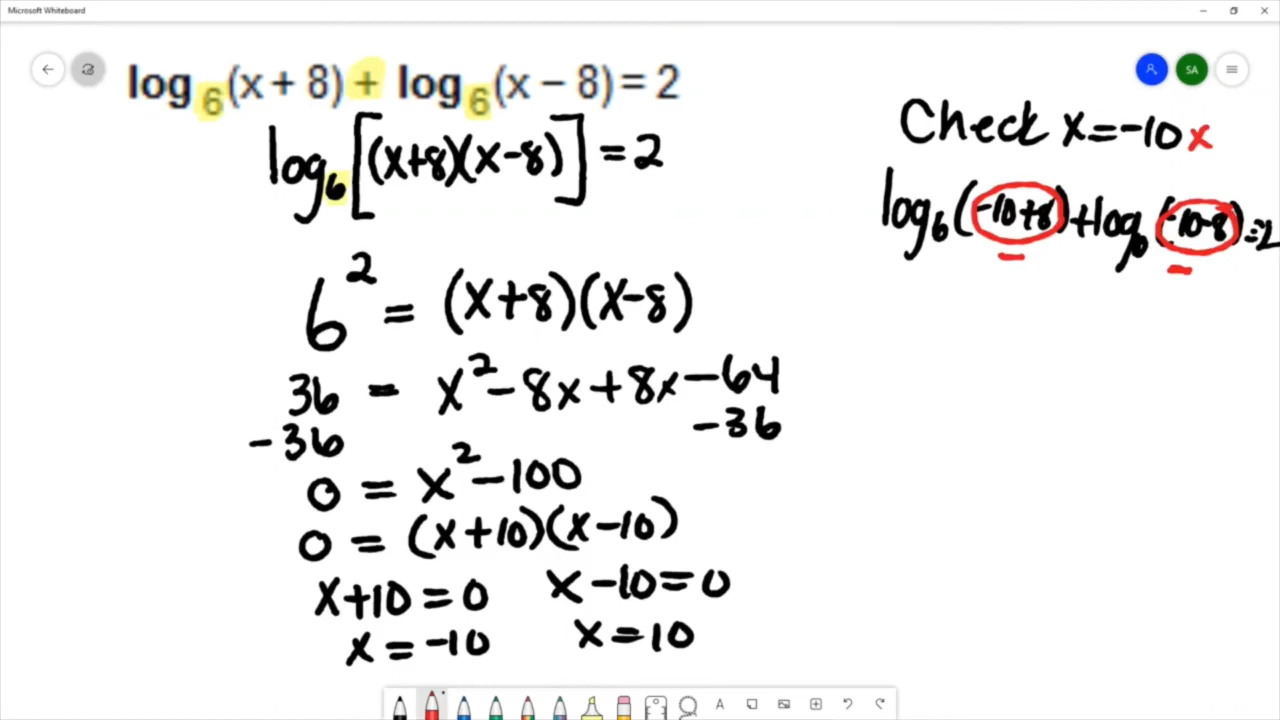 Microsoft Whiteboard
SA
log₆(x + 8) + log₆(x − 8) = 2
log₆[(x+8)(x-8)] = 2
6² = (x+8)(x-8)
36 = x² - 8x + 8x - 64
-36 -36
0 = x² - 100
0 = (x+10)(x-10)
x+10 = 0 x-10 = 0
x = -10 x = 10
Check x = -10 x
log₆(-10+8) + log₆(-10-8) = 2
A